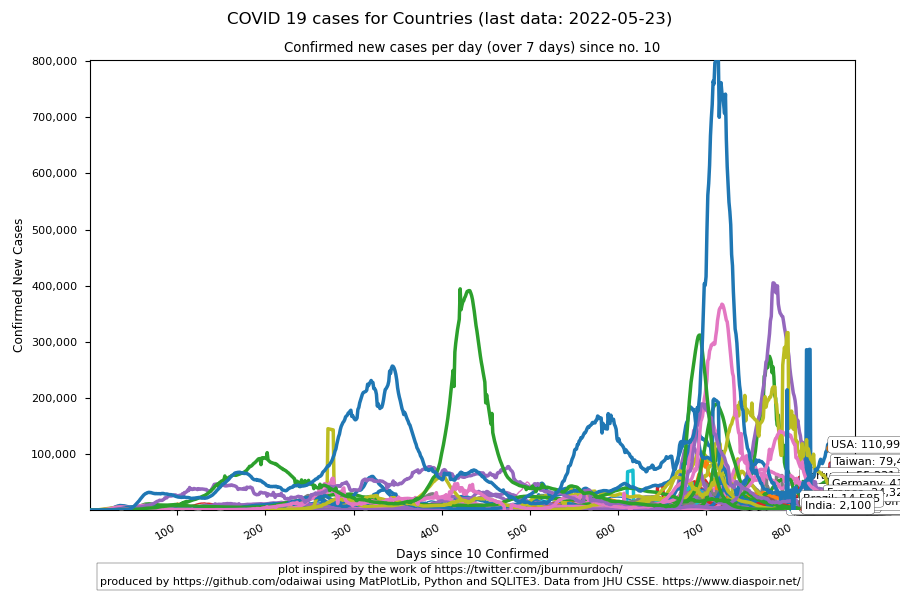 COVID 19 cases for Countries (last data: 2022-05-23)
Confirmed new cases per day (over 7 days) since no. 10
800,000
700,000
600,000
500,000
400,000
300,000
200,000
100,000
Confirmed New Cases
USA: 110,99
Taiwan: 79,4
Germany: 41
Brazil: 14,585
India: 2,100
100
200
300
400
500
600
700
800
Days since 10 Confirmed
plot inspired by the work of https://twitter.com/jburnmurdoch/
produced by https://github.com/odaiwai using MatPlotLib, Python and SQLITE3. Data from JHU CSSE. https://www.diaspoir.net/